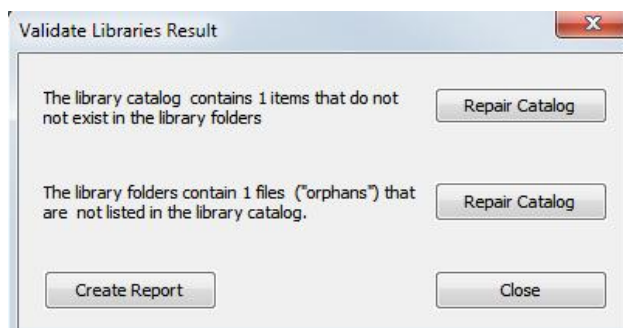 Validate Libraries Result
The library catalog contains 1 items that do not
not exist in the library folders
Repair Catalog
The library folders contain 1 files ("orphans") that
are not listed in the library catalog.
Repair Catalog
Create Report
Close